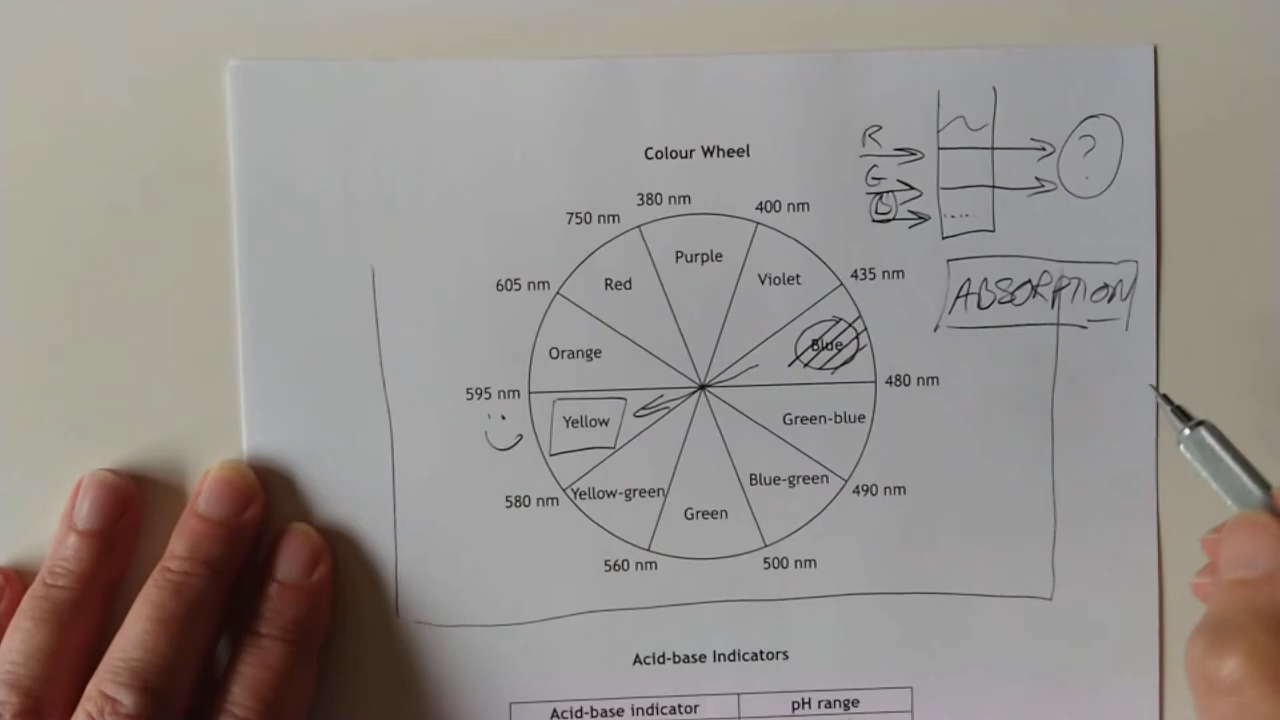 Colour Wheel
R
G
B
?
380 nm
400 nm
750 nm
Purple
Violet
435 nm
Red
605 nm
ABSORPTION
Blue
Orange
480 nm
595 nm
Yellow
Green-blue
Blue-green
490 nm
Yellow-green
580 nm
Green
560 nm
500 nm
Acid-base Indicators
Acid-base indicator
pH range